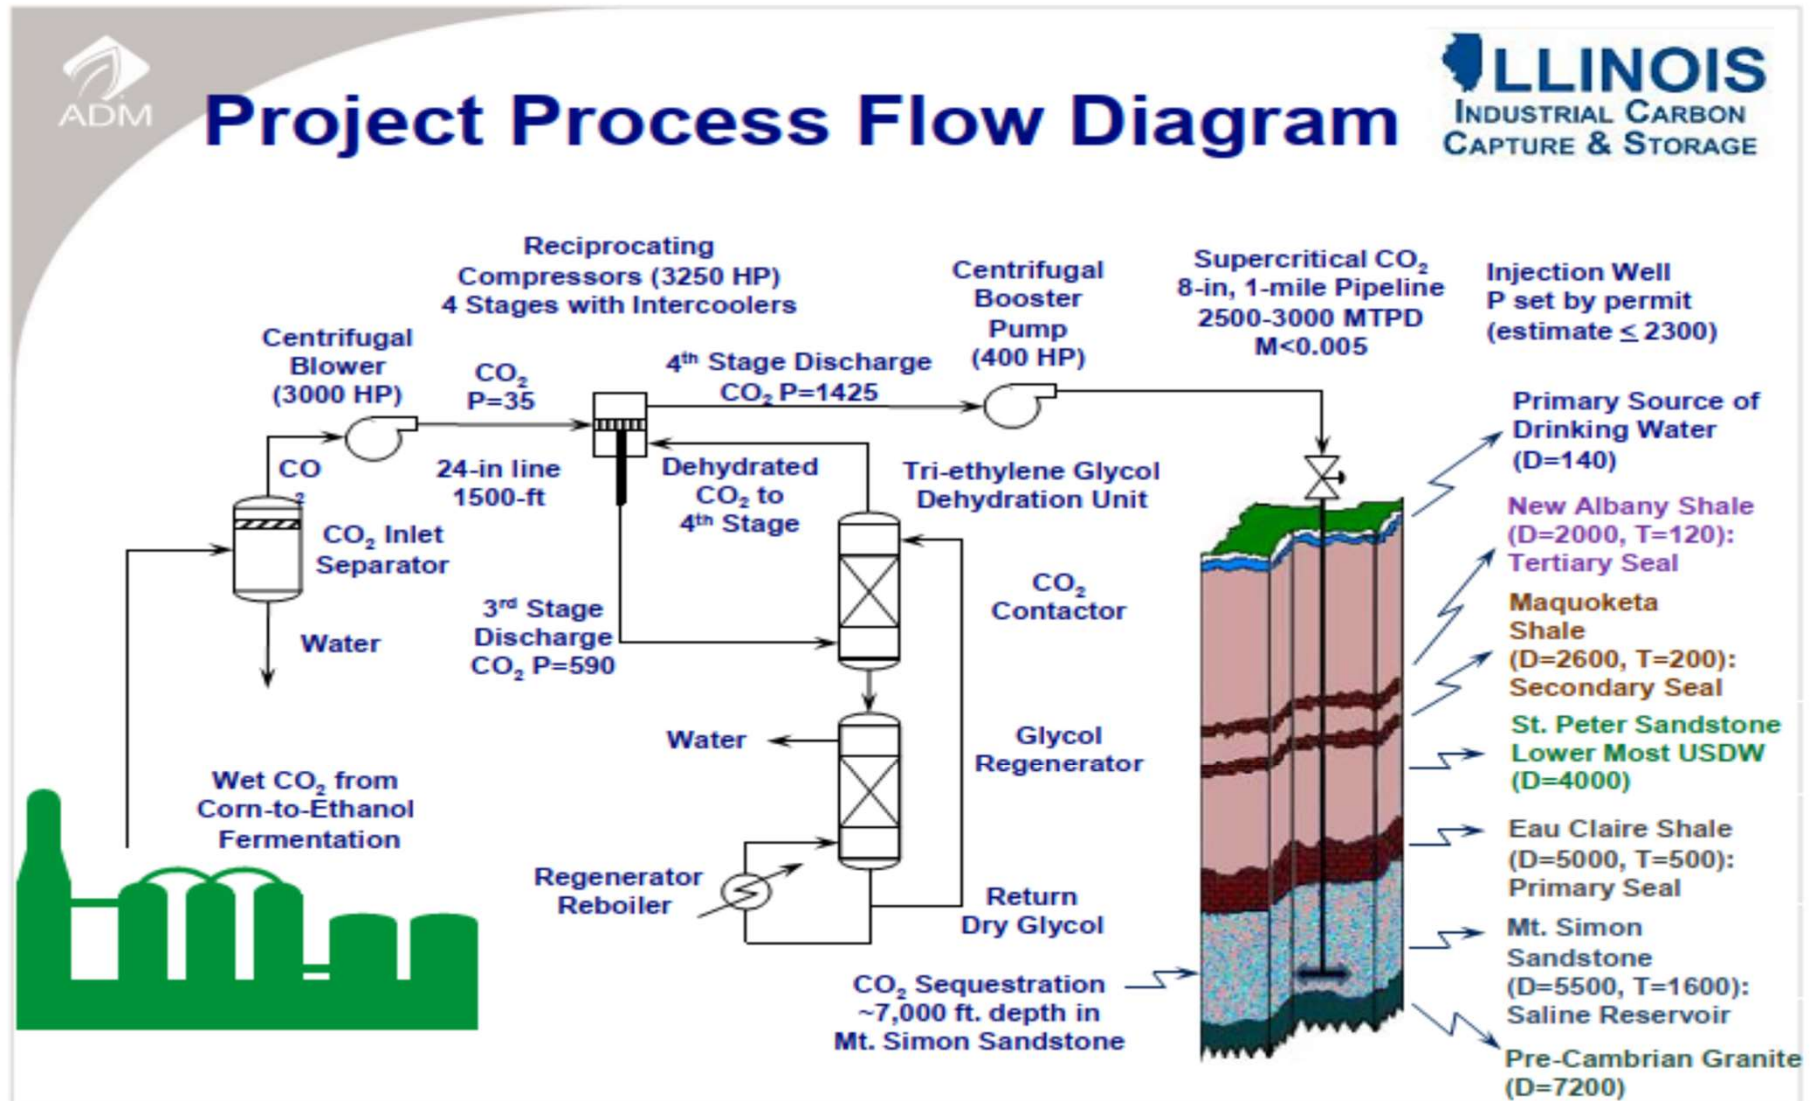 ADM
Project Process Flow Diagram
ILLINOIS
INDUSTRIAL CARBON
CAPTURE & STORAGE
Reciprocating
Compressors (3250 HP)
4 Stages with Intercoolers
Centrifugal
Blower
(3000 HP)
CO₂
P=35
4th Stage Discharge
CO₂ P=1425
Centrifugal
Booster
Pump
(400 HP)
Supercritical CO₂
8-in, 1-mile Pipeline
2500-3000 MTPD
M<0.005
Injection Well
P set by permit
(estimate ≤ 2300)
CO
2
24-in line
1500-ft
CO₂ Inlet
Separator
Water
Dehydrated
CO₂ to
4th Stage
Tri-ethylene Glycol
Dehydration Unit
3rd Stage
Discharge
CO₂ P=590
CO₂
Contactor
Water
Glycol
Regenerator
Wet CO₂ from
Corn-to-Ethanol
Fermentation
Regenerator
Reboiler
Return
Dry Glycol
CO₂ Sequestration
~7,000 ft. depth in
Mt. Simon Sandstone
Primary Source of
Drinking Water
(D=140)
New Albany Shale
(D=2000, T=120):
Tertiary Seal
Maquoketa
Shale
(D=2600, T=200):
Secondary Seal
St. Peter Sandstone
Lower Most USDW
(D=4000)
Eau Claire Shale
(D=5000, T=500):
Primary Seal
Mt. Simon
Sandstone
(D=5500, T=1600):
Saline Reservoir
Pre-Cambrian Granite
(D=7200)